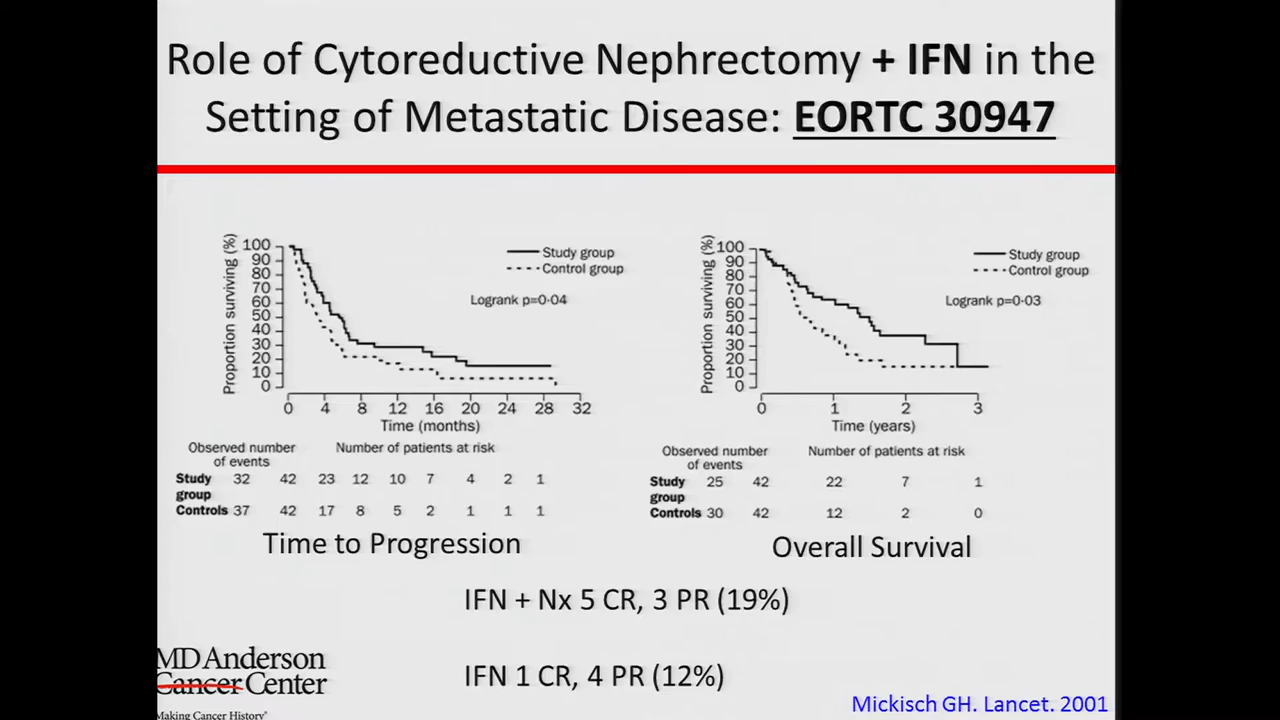 Role of Cytoreductive Nephrectomy + IFN in the
Setting of Metastatic Disease: EORTC 30947
Proportion surviving (%)
100
90
80
70
60
50
40
30
20
10
0
Study group
Control group
Logrank p=0·04
0 4 8 12 16 20 24 28 32
Time (months)
Observed number of events
Number of patients at risk
Study group 32 42 23 12 10 7 4 2 1
Controls 37 42 17 8 5 2 1 1 1
Time to Progression
Proportion surviving (%)
100
90
80
70
60
50
40
30
20
10
0
Study group
Control group
Logrank p=0·03
0 1 2 3
Time (years)
Observed number of events
Number of patients at risk
Study group 25 42 22 7 1
Controls 30 42 12 2 0
Overall Survival
IFN + Nx 5 CR, 3 PR (19%)
IFN 1 CR, 4 PR (12%)
MD Anderson
Cancer Center
Making Cancer History®
Mickisch GH. Lancet. 2001